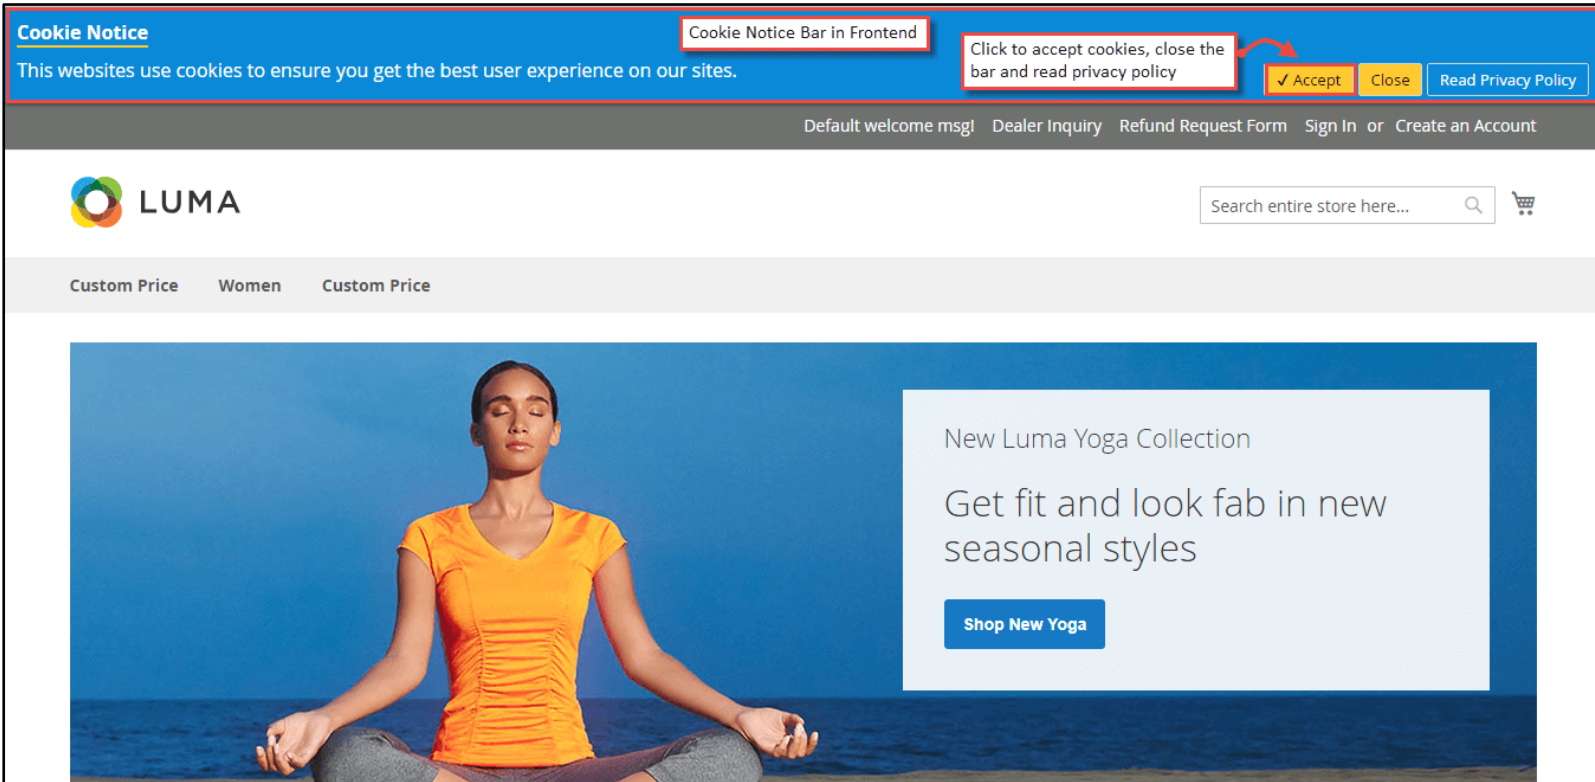 Cookie Notice
Cookie Notice Bar in Frontend
This websites use cookies to ensure you get the best user experience on our sites.
Click to accept cookies, close the
bar and read privacy policy
✓ Accept Close Read Privacy Policy
Default welcome msg! Dealer Inquiry Refund Request Form Sign In or Create an Account
LUMA
Search entire store here...
Custom Price Women Custom Price
New Luma Yoga Collection
Get fit and look fab in new
seasonal styles
Shop New Yoga